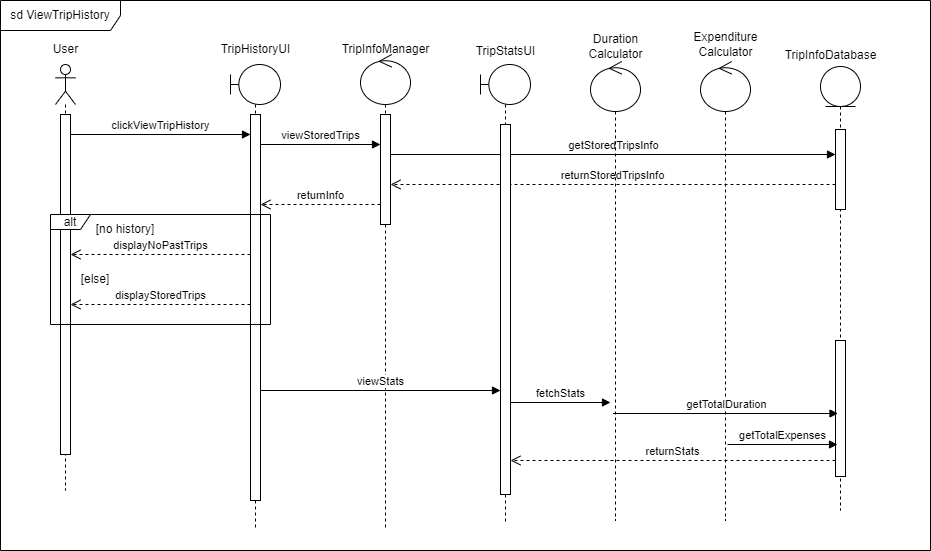 sd ViewTripHistory
User
TripHistoryUI
TripInfoManager
TripStatsUI
Duration
Calculator
Expenditure
Calculator
TripInfoDatabase
clickViewTripHistory
viewStoredTrips
getStoredTripsInfo
returnStoredTripsInfo
returnInfo
alt
[no history]
displayNoPastTrips
[else]
displayStoredTrips
viewStats
fetchStats
getTotalDuration
getTotalExpenses
returnStats